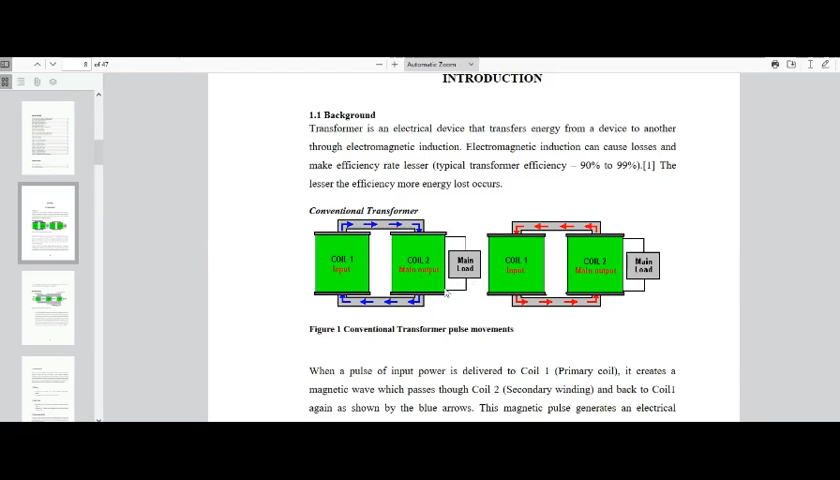 8 of 47
Automatic Zoom
INTRODUCTION
1.1 Background
Transformer is an electrical device that transfers energy from a device to another
through electromagnetic induction. Electromagnetic induction can cause losses and
make efficiency rate lesser (typical transformer efficiency – 90% to 99%).[1] The
lesser the efficiency more energy lost occurs.
Conventional Transformer
COIL 1 Input
COIL 2 Main output
Main Load
COIL 1 Input
COIL 2 Main output
Main Load
Figure 1 Conventional Transformer pulse movements
When a pulse of input power is delivered to Coil 1 (Primary coil), it creates a
magnetic wave which passes though Coil 2 (Secondary winding) and back to Coil1
again as shown by the blue arrows. This magnetic pulse generates an electrical